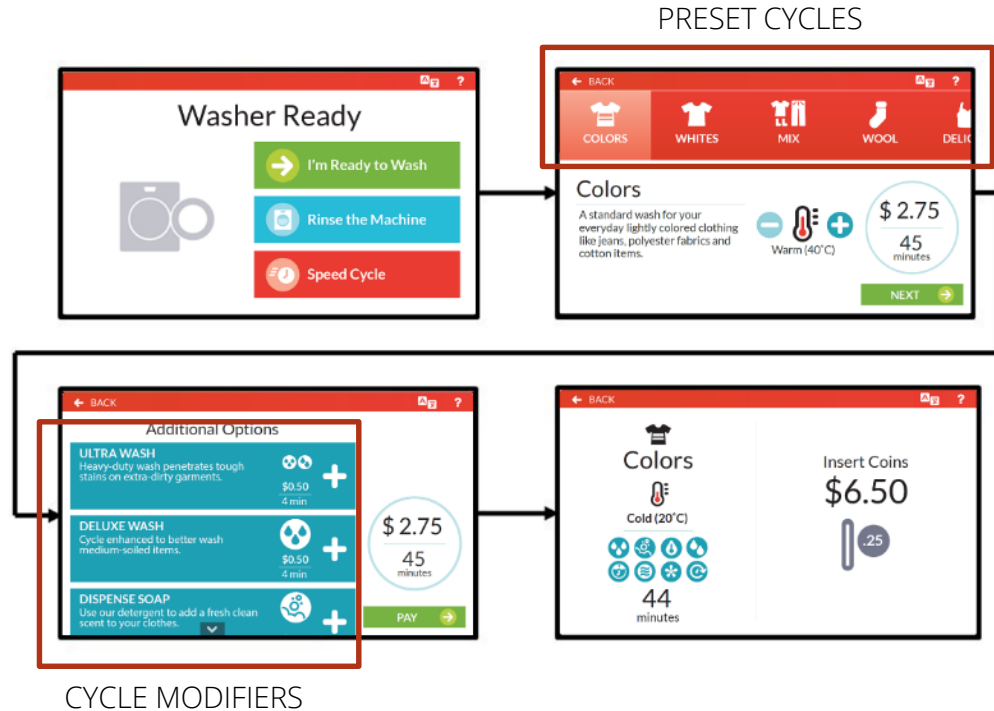 PRESET CYCLES
?
Washer Ready
I'm Ready to Wash
Rinse the Machine
Speed Cycle
← BACK
?
COLORS WHITES MIX WOOL DELIC
Colors
A standard wash for your
everyday lightly colored clothing
like jeans, polyester fabrics and
cotton items.
Warm (40˚C)
$ 2.75
45
minutes
NEXT
← BACK
?
Additional Options
ULTRA WASH
Heavy-duty wash penetrates tough
stains on extra-dirty garments.
$0.50
4 min
DELUXE WASH
Cycle enhanced to better wash
medium-soiled items.
$0.50
4 min
DISPENSE SOAP
Use our detergent to add a fresh clean
scent to your clothes.
$ 2.75
45
minutes
PAY
← BACK
?
Colors
Cold (20˚C)
44
minutes
Insert Coins
$6.50
.25
CYCLE MODIFIERS